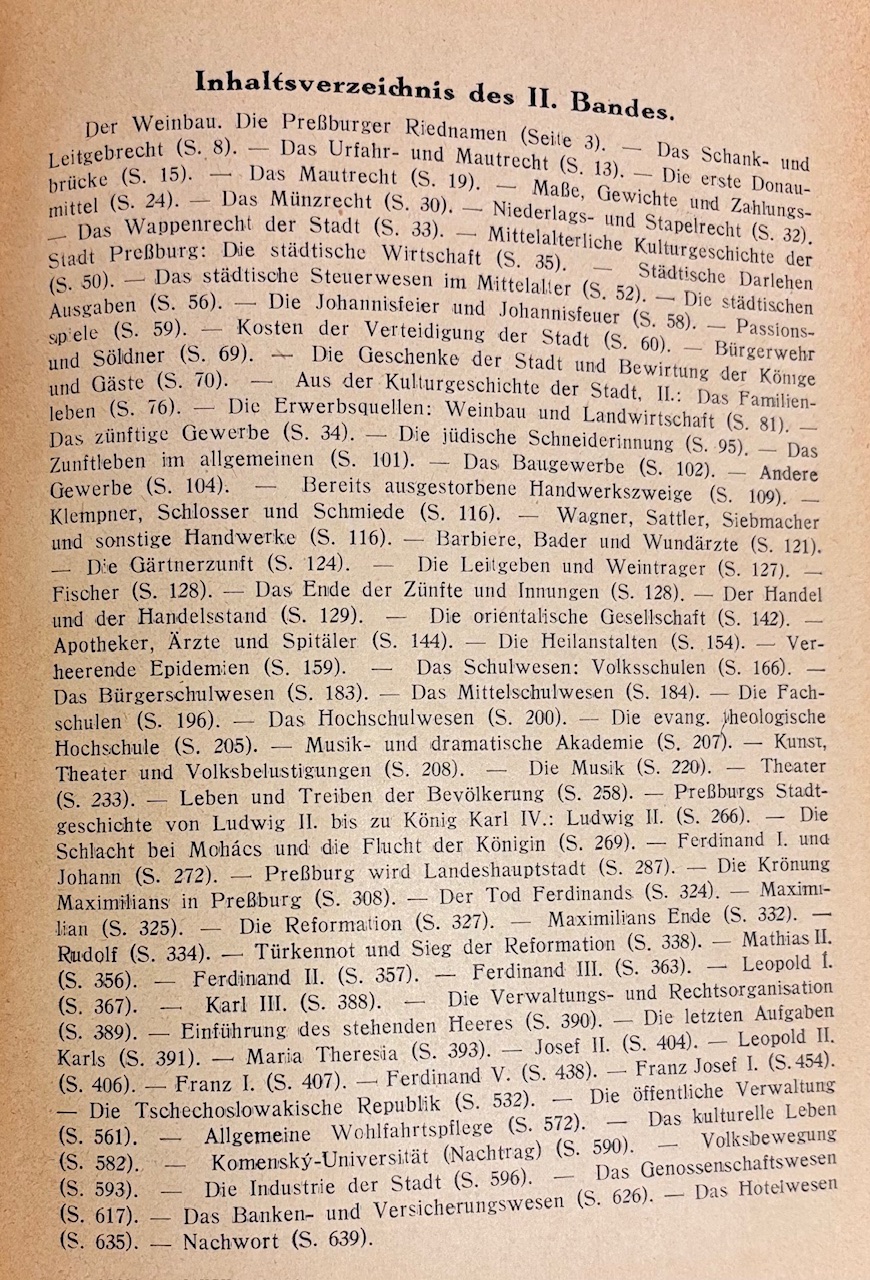 Inhaltsverzeichnis des II. Bandes.
Der Weinbau. Die Preßburger Riednamen (Seite 3). — Das Schank- und
Leitgebrecht (S. 8). — Das Urfahr- und Mautrecht (S. 13). — Die erste Donau-
brücke (S. 15). — Das Mautrecht (S. 19). — Maße, Gewichte und Zahlungs-
mittel (S. 24). — Das Münzrecht (S. 30). — Niederlags- und Stapelrecht (S. 32).
— Das Wappenrecht der Stadt (S. 33). — Mittelalterliche Kulturgeschichte der
Stadt Preßburg: Die städtische Wirtschaft (S. 35). — Städtische Darlehen
(S. 50). — Das städtische Steuerwesen im Mittelalter (S. 52). — Die städtischen
Ausgaben (S. 56). — Die Johannisfeier und Johannisfeuer (S. 58). — Passions-
spiele (S. 59). — Kosten der Verteidigung der Stadt (S. 60). — Bürgerwehr
und Söldner (S. 69). — Die Geschenke der Stadt und Bewirtung der Könige
und Gäste (S. 70). — Aus der Kulturgeschichte der Stadt, II.: Das Familien-
leben (S. 76). — Die Erwerbsquellen: Weinbau und Landwirtschaft (S. 81). —
Das zünftige Gewerbe (S. 34). — Die jüdische Schneiderinnung (S. 95). — Das
Zunftleben im allgemeinen (S. 101). — Das Baugewerbe (S. 102). — Andere
Gewerbe (S. 104). — Bereits ausgestorbene Handwerkszweige (S. 109). —
Klempner, Schlosser und Schmiede (S. 116). — Wagner, Sattler, Siebmacher
und sonstige Handwerke (S. 116). — Barbiere, Bader und Wundärzte (S. 121).
— Die Gärtnerzunft (S. 124). — Die Leitgeben und Weintrager (S. 127). —
Fischer (S. 128). — Das Ende der Zünfte und Innungen (S. 128). — Der Handel
und der Handelsstand (S. 129). — Die orientalische Gesellschaft (S. 142). —
Apotheker, Ärzte und Spitäler (S. 144). — Die Heilanstalten (S. 154). — Ver-
heerende Epidemien (S. 159). — Das Schulwesen: Volksschulen (S. 166). —
Das Bürgerschulwesen (S. 183). — Das Mittelschulwesen (S. 184). — Die Fach-
schulen (S. 196). — Das Hochschulwesen (S. 200). — Die evang. theologische
Hochschule (S. 205). — Musik- und dramatische Akademie (S. 207). — Kunst,
Theater und Volksbelustigungen (S. 208). — Die Musik (S. 220). — Theater
(S. 233). — Leben und Treiben der Bevölkerung (S. 258). — Preßburgs Stadt-
geschichte von Ludwig II. bis zu König Karl IV.: Ludwig II. (S. 266). — Die
Schlacht bei Mohács und die Flucht der Königin (S. 269). — Ferdinand I. und
Johann (S. 272). — Preßburg wird Landeshauptstadt (S. 287). — Die Krönung
Maximilians in Preßburg (S. 308). — Der Tod Ferdinands (S. 324). — Maximi-
lian (S. 325). — Die Reformation (S. 327). — Maximilians Ende (S. 332). —
Rudolf (S. 334). — Türkennot und Sieg der Reformation (S. 338). — Mathias II.
(S. 356). — Ferdinand II. (S. 357). — Ferdinand III. (S. 363). — Leopold I.
(S. 367). — Karl III. (S. 388). — Die Verwaltungs- und Rechtsorganisation
(S. 389). — Einführung des stehenden Heeres (S. 390). — Die letzten Aufgaben
Karls (S. 391). — Maria Theresia (S. 393). — Josef II. (S. 404). — Leopold II.
(S. 406). — Franz I. (S. 407). — Ferdinand V. (S. 438). — Franz Josef I. (S. 454).
— Die Tschechoslowakische Republik (S. 532). — Die öffentliche Verwaltung
(S. 561). — Allgemeine Wohlfahrtspflege (S. 572). — Das kulturelle Leben
(S. 582). — Komenský-Universität (Nachtrag) (S. 590). — Volksbewegung
(S. 593). — Die Industrie der Stadt (S. 596). — Das Genossenschaftswesen
(S. 617). — Das Banken- und Versicherungswesen (S. 626). — Das Hotelwesen
(S. 635). — Nachwort (S. 639).